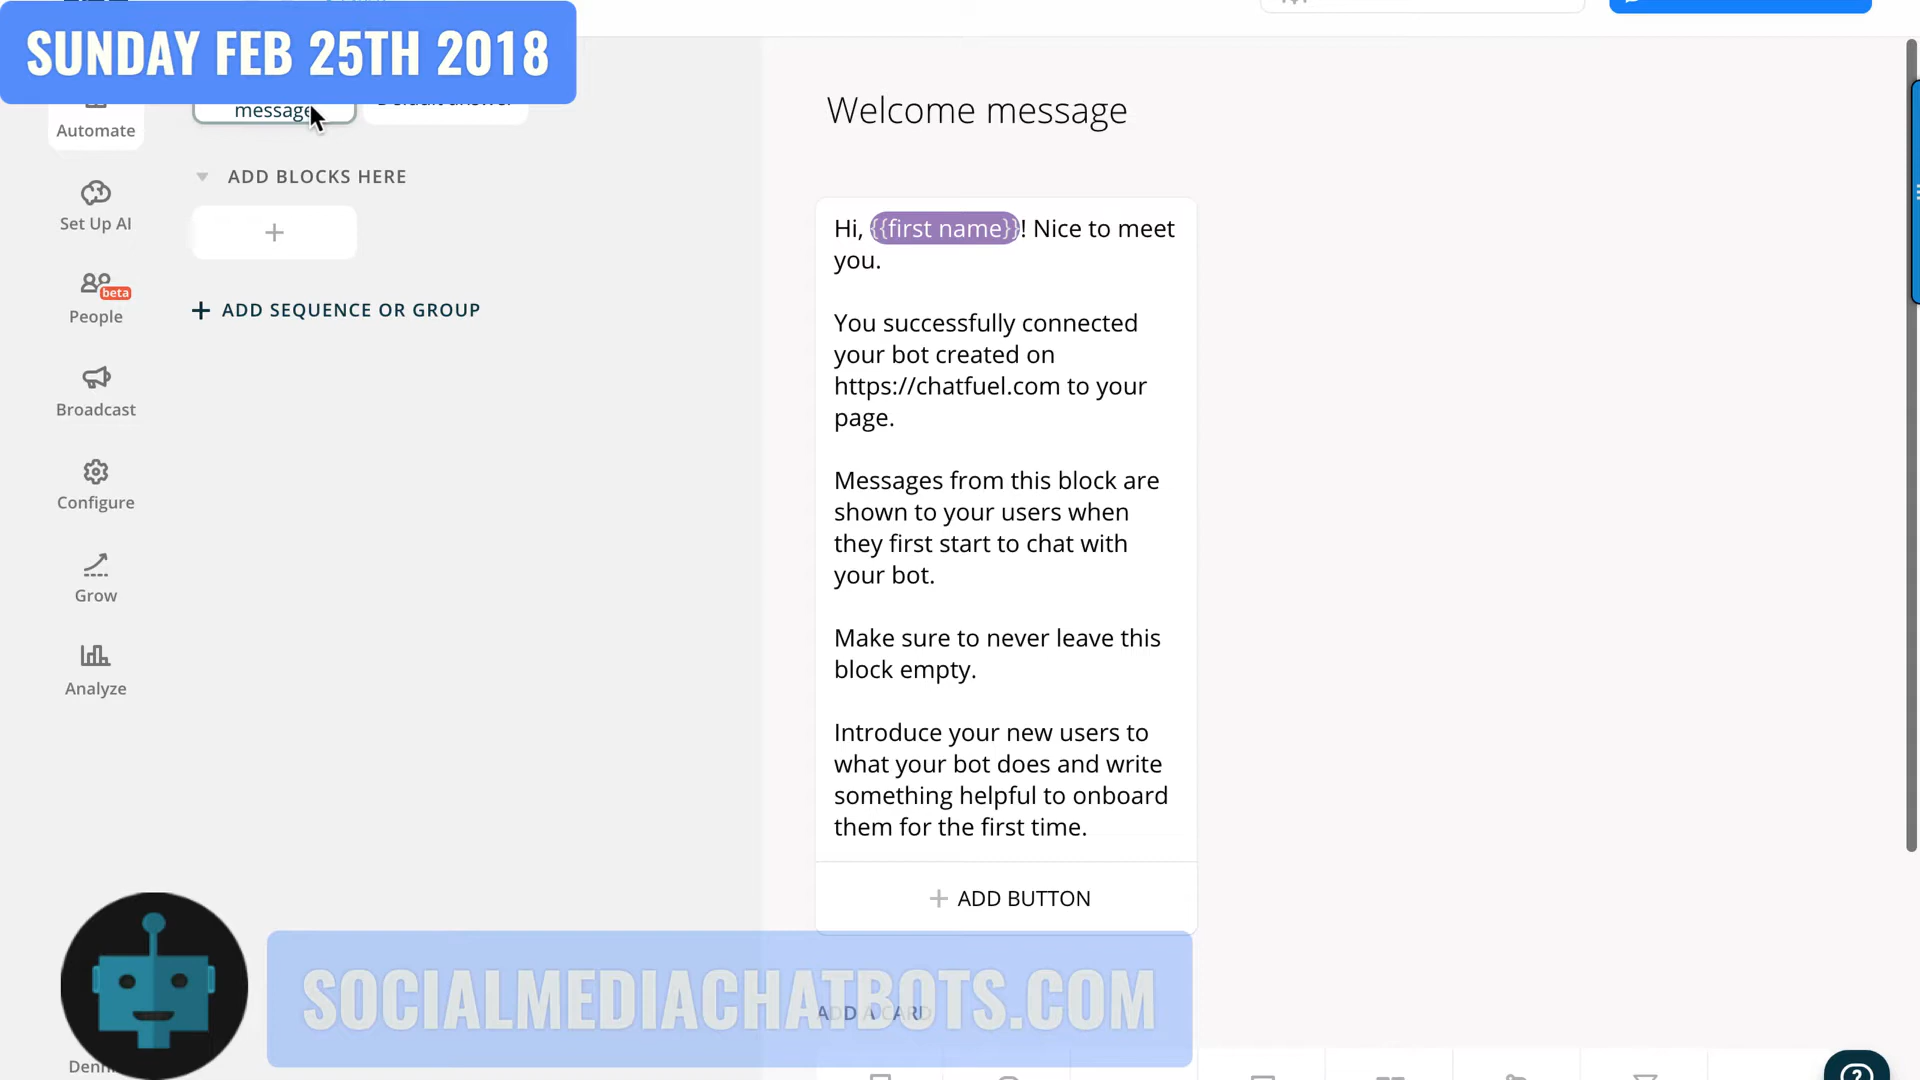 SUNDAY FEB 25TH 2018
message
Automate
Set Up AI
beta
People
Broadcast
Configure
Grow
Analyze
ADD BLOCKS HERE
+
+ ADD SEQUENCE OR GROUP
Welcome message
Hi, {{first name}}! Nice to meet
you.
You successfully connected
your bot created on
https://chatfuel.com to your
page.
Messages from this block are
shown to your users when
they first start to chat with
your bot.
Make sure to never leave this
block empty.
Introduce your new users to
what your bot does and write
something helpful to onboard
them for the first time.
+ ADD BUTTON
SOCIALMEDIACHATBOTS.COM
ADD A CARD
?